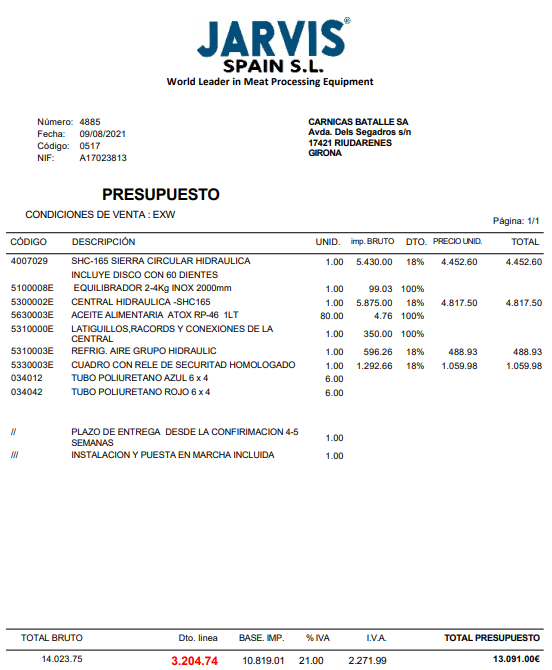 JARVIS®
SPAIN S.L.
World Leader in Meat Processing Equipment
Número: 4885
Fecha: 09/08/2021
Código: 0517
NIF: A17023813
CARNICAS BATALLE SA
Avda. Dels Segadros s/n
17421 RIUDARENES
GIRONA
PRESUPUESTO
CONDICIONES DE VENTA : EXW
Página: 1/1
CÓDIGO DESCRIPCIÓN UNID. imp. BRUTO DTO. PRECIO UNID. TOTAL
4007029 SHC-165 SIERRA CIRCULAR HIDRAULICA 1.00 5.430.00 18% 4.452.60 4.452.60
INCLUYE DISCO CON 60 DIENTES
5100008E EQUILIBRADOR 2-4Kg INOX 2000mm 1.00 99.03 100%
5300002E CENTRAL HIDRAULICA -SHC165 1.00 5.875.00 18% 4.817.50 4.817.50
5630003E ACEITE ALIMENTARIA ATOX RP-46 1LT 80.00 4.76 100%
5310000E LATIGUILLOS,RACORDS Y CONEXIONES DE LA
CENTRAL 1.00 350.00 100%
5310003E REFRIG. AIRE GRUPO HIDRAULIC 1.00 596.26 18% 488.93 488.93
5330003E CUADRO CON RELE DE SECURITAD HOMOLOGADO 1.00 1.292.66 18% 1.059.98 1.059.98
034012 TUBO POLIURETANO AZUL 6 x 4 6.00
034042 TUBO POLIURETANO ROJO 6 x 4 6.00
// PLAZO DE ENTREGA DESDE LA CONFIRIMACION 4-5
SEMANAS 1.00
/// INSTALACION Y PUESTA EN MARCHA INCLUIDA 1.00
TOTAL BRUTO Dto. linea BASE. IMP. % IVA I.V.A. TOTAL PRESUPUESTO
14.023.75 3.204.74 10.819.01 21.00 2.271.99 13.091.00€